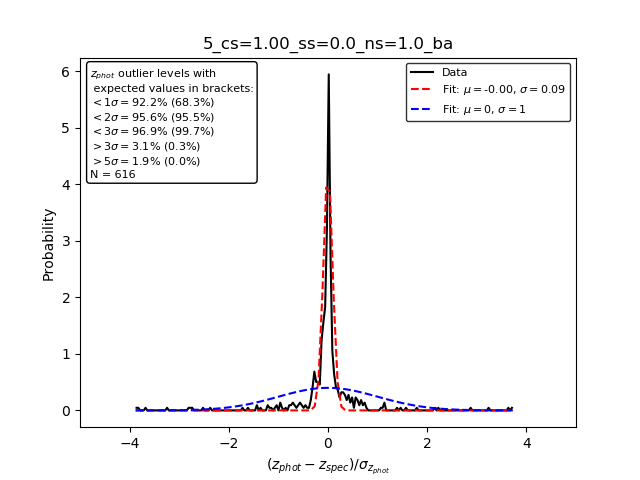 5_cs=1.00_ss=0.0_ns=1.0_ba
z_phot outlier levels with
expected values in brackets:
< 1σ = 92.2% (68.3%)
< 2σ = 95.6% (95.5%)
< 3σ = 96.9% (99.7%)
> 3σ = 3.1% (0.3%)
> 5σ = 1.9% (0.0%)
N = 616
Data
Fit: μ = -0.00, σ = 0.09
Fit: μ = 0, σ = 1
Probability
6
5
4
3
2
1
0
−4 −2 0 2 4
(z_phot − z_spec)/σ_z_phot